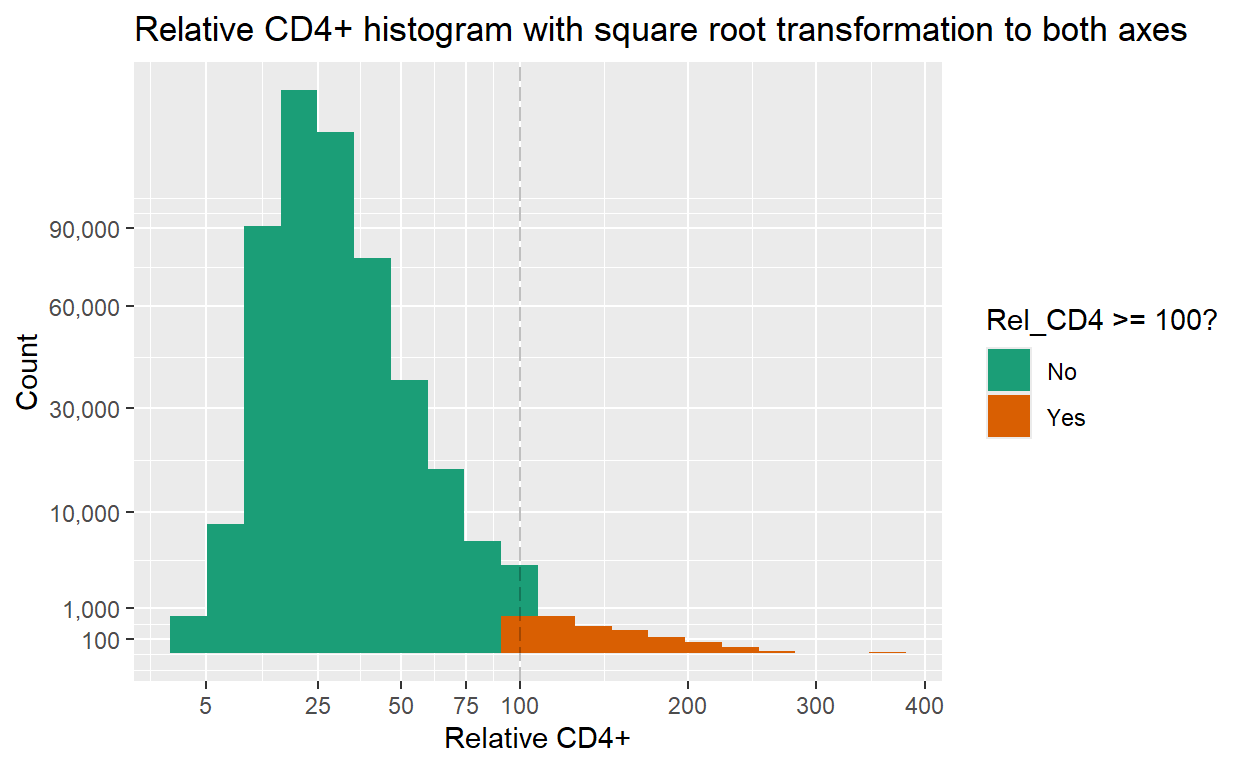 Relative CD4+ histogram with square root transformation to both axes
90,000
60,000
30,000
10,000
1,000
100
Count
5 25 50 75 100 200 300 400
Relative CD4+
Rel_CD4 >= 100?
No
Yes